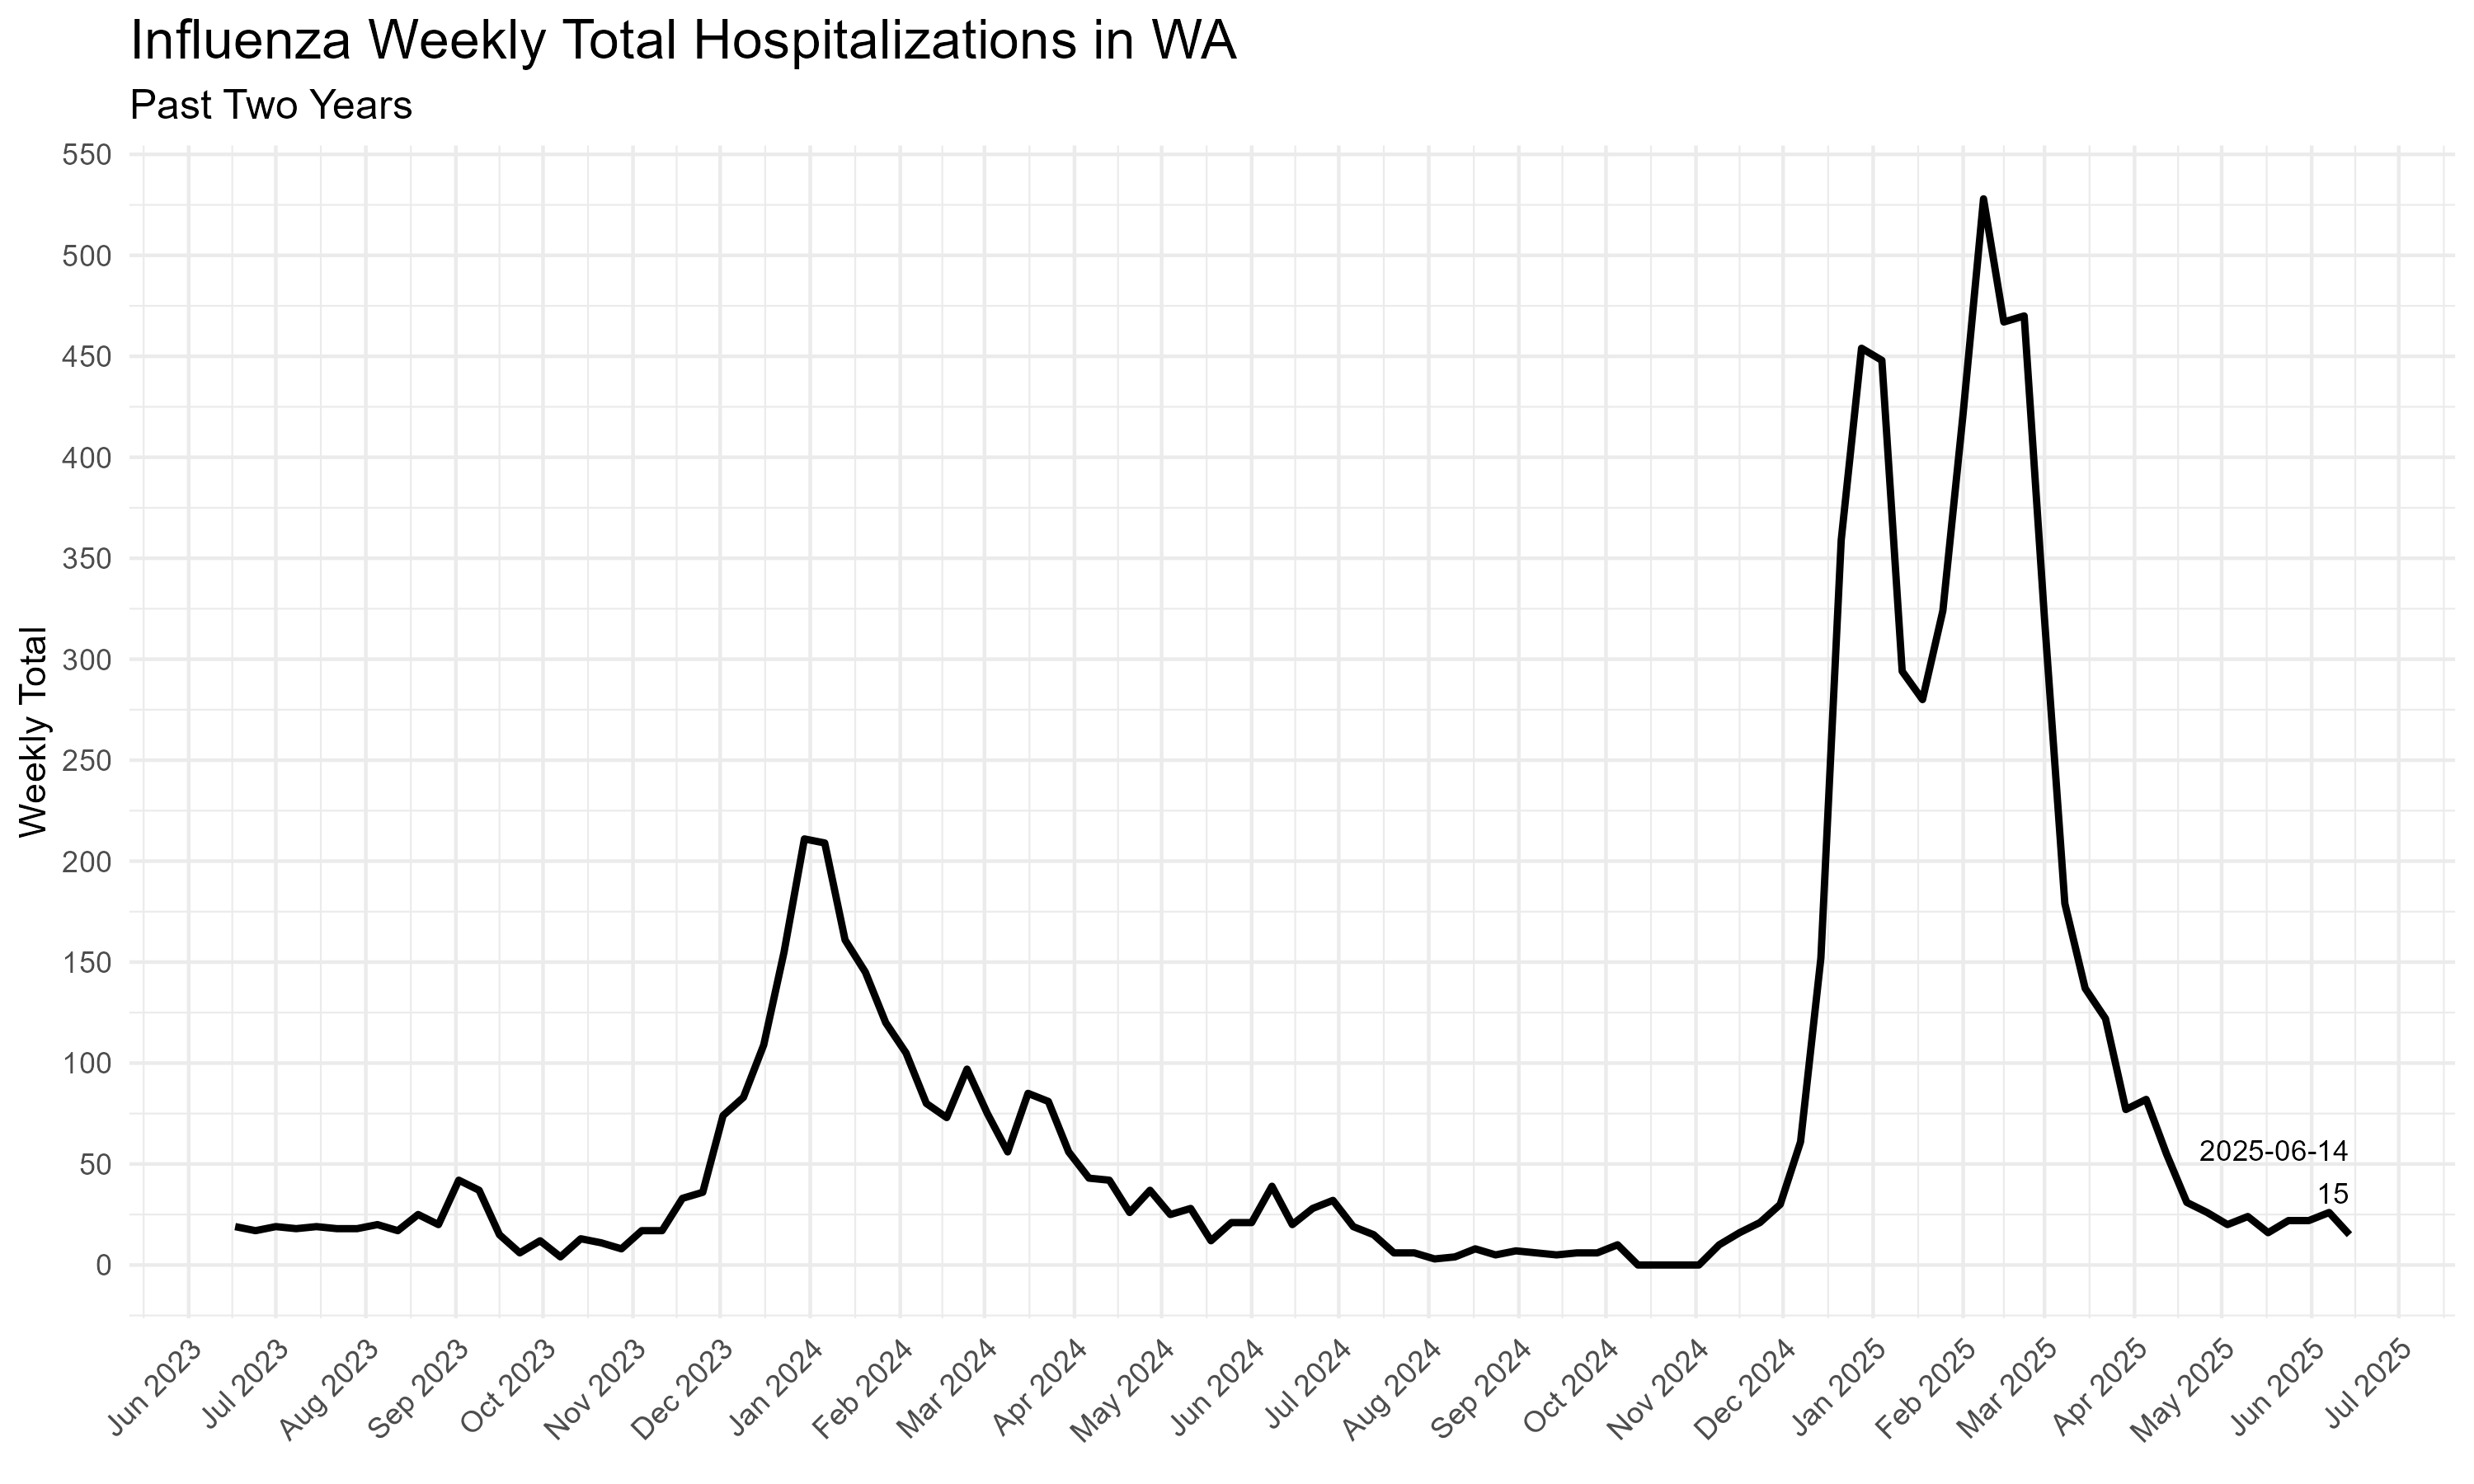 Influenza Weekly Total Hospitalizations in WA
Past Two Years
550
500
450
400
350
300
250
200
150
100
50
0
Weekly Total
2025-06-14
15
Jun 2023
Jul 2023
Aug 2023
Sep 2023
Oct 2023
Nov 2023
Dec 2023
Jan 2024
Feb 2024
Mar 2024
Apr 2024
May 2024
Jun 2024
Jul 2024
Aug 2024
Sep 2024
Oct 2024
Nov 2024
Dec 2024
Jan 2025
Feb 2025
Mar 2025
Apr 2025
May 2025
Jun 2025
Jul 2025